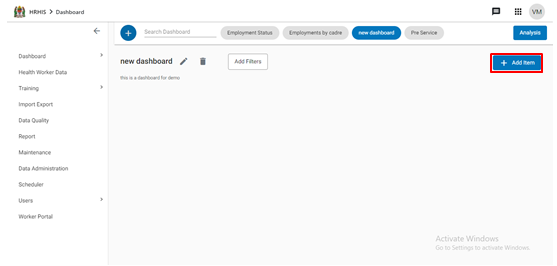 HRHIS > Dashboard
VM
Search Dashboard
Employment Status
Employments by cadre
new dashboard
Pre Service
Analysis
Dashboard
Health Worker Data
Training
Import Export
Data Quality
Report
Maintenance
Data Administration
Scheduler
Users
Worker Portal
new dashboard
Add Filters
+ Add Item
this is a dashboard for demo
Activate Windows
Go to Settings to activate Windows.